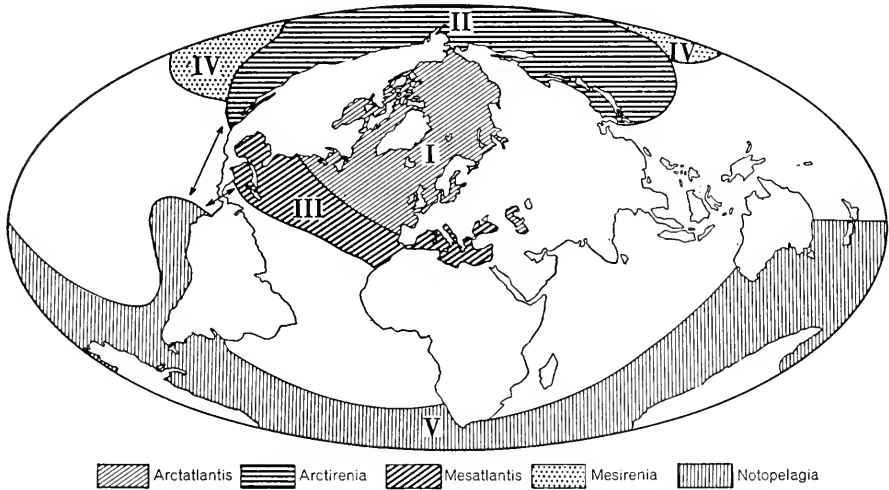 II
IV IV
I
III
V
Arctatlantis Arctirenia Mesatlantis Mesirenia Notopelagia